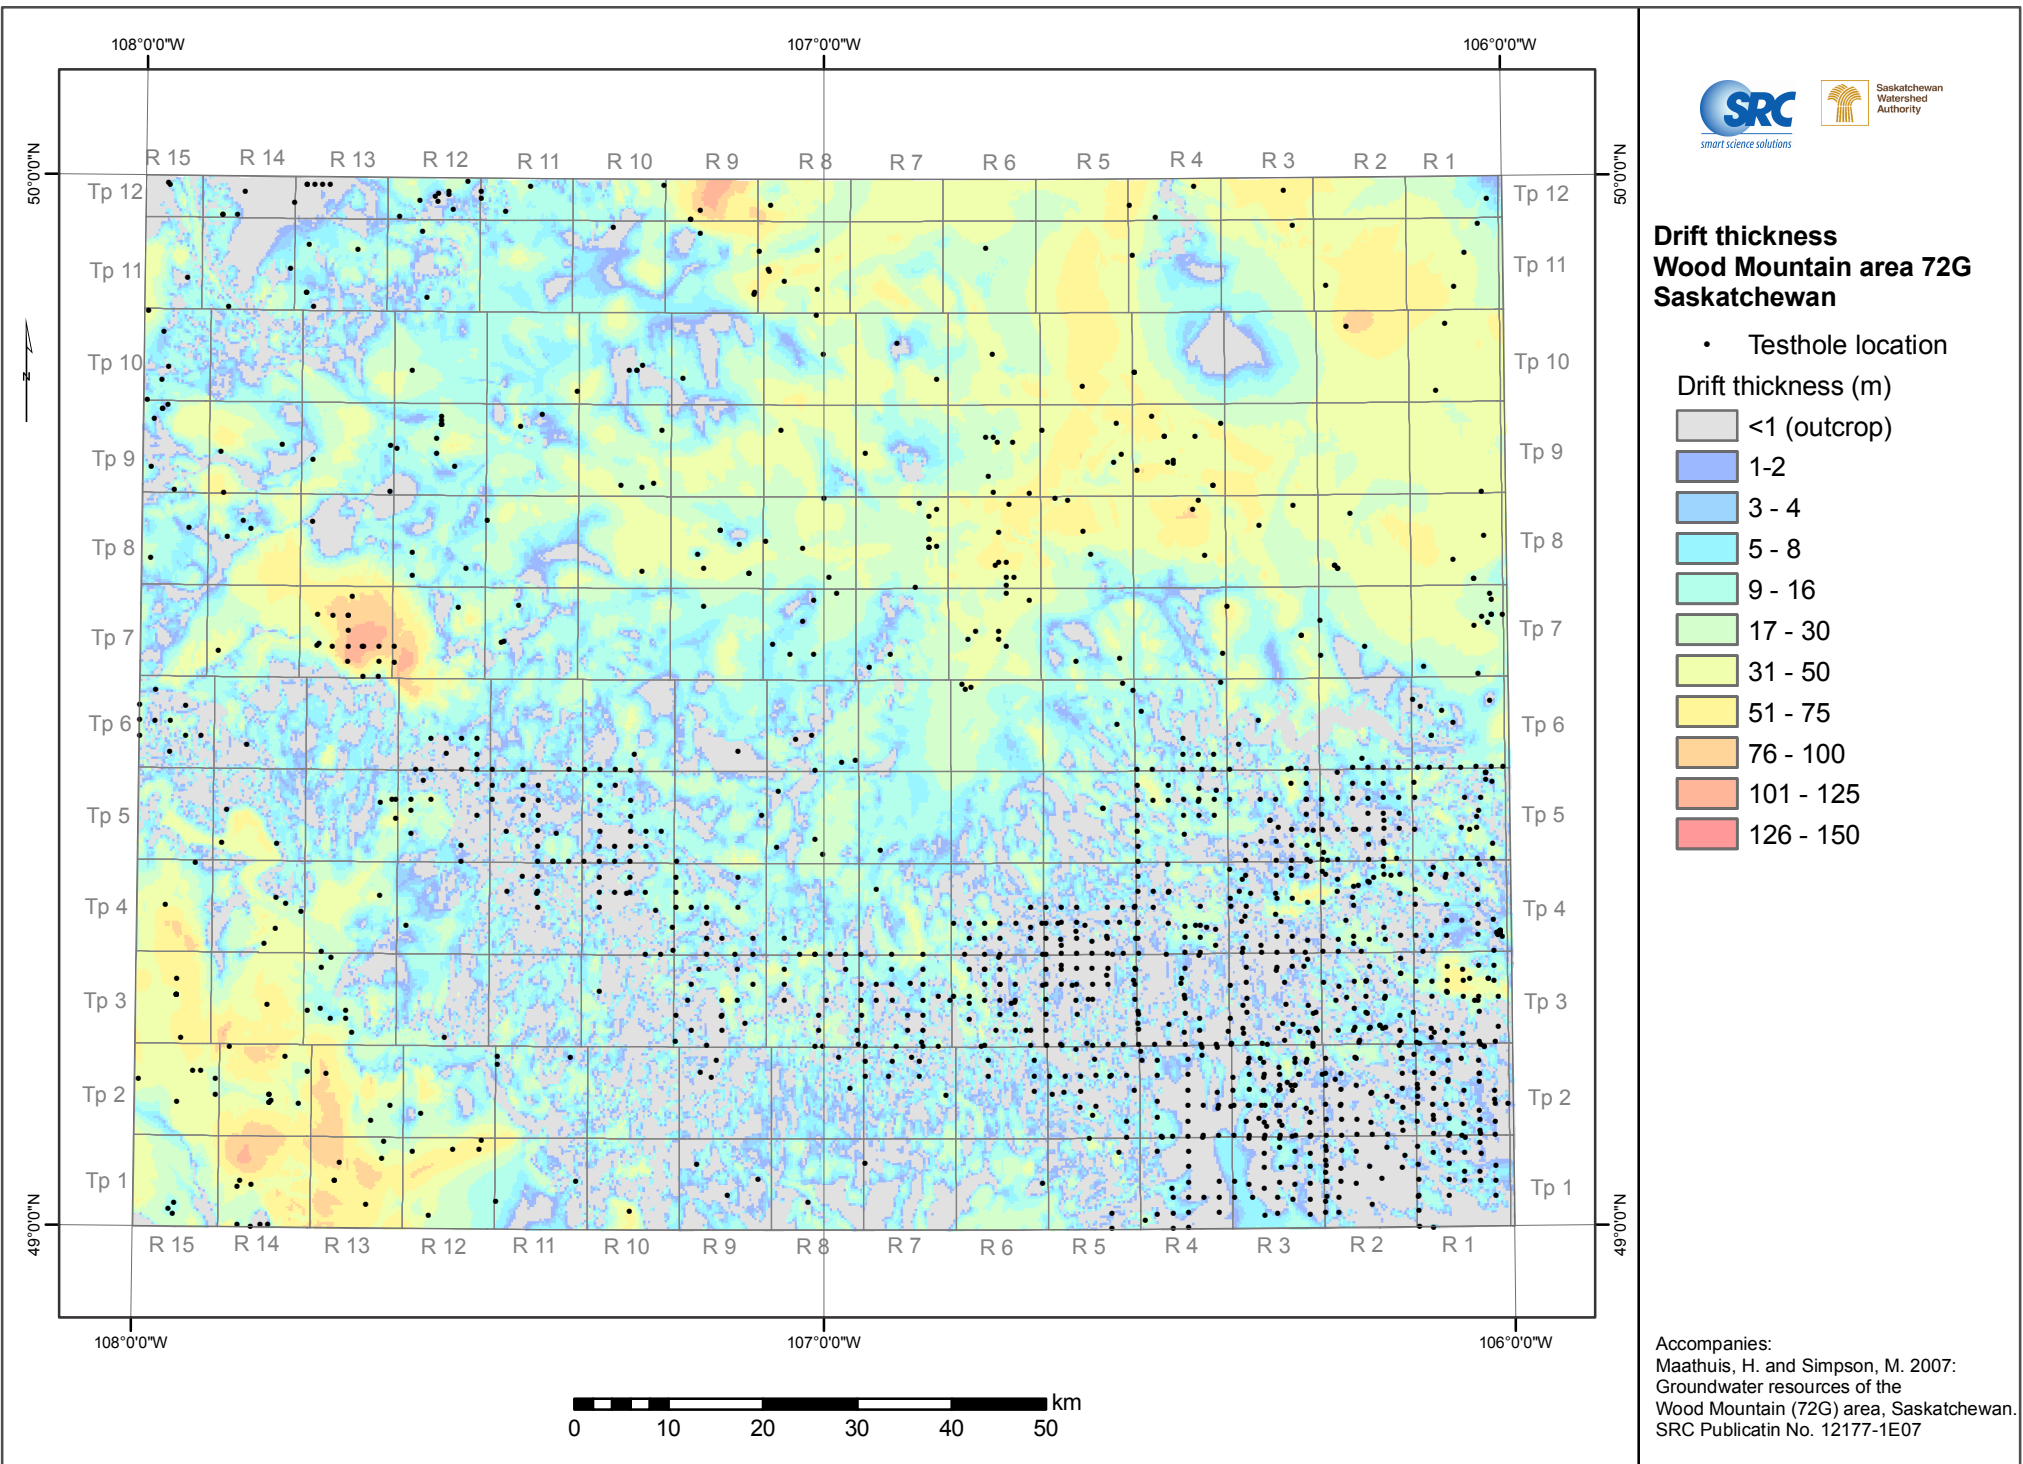 108°0'0"W 107°0'0"W 106°0'0"W
50°0'0"N 50°0'0"N
R 15 R 14 R 13 R 12 R 11 R 10 R 9 R 8 R 7 R 6 R 5 R 4 R 3 R 2 R 1
Tp 12 Tp 12
Tp 11 Tp 11
Tp 10 Tp 10
Tp 9 Tp 9
Tp 8 Tp 8
Tp 7 Tp 7
Tp 6 Tp 6
Tp 5 Tp 5
Tp 4 Tp 4
Tp 3 Tp 3
Tp 2 Tp 2
Tp 1 Tp 1
R 15 R 14 R 13 R 12 R 11 R 10 R 9 R 8 R 7 R 6 R 5 R 4 R 3 R 2 R 1
49°0'0"N 49°0'0"N
108°0'0"W 107°0'0"W 106°0'0"W
N
km
0 10 20 30 40 50
SRC
smart science solutions
Saskatchewan
Watershed
Authority
Drift thickness
Wood Mountain area 72G
Saskatchewan
Testhole location
Drift thickness (m)
<1 (outcrop)
1-2
3 - 4
5 - 8
9 - 16
17 - 30
31 - 50
51 - 75
76 - 100
101 - 125
126 - 150
Accompanies:
Maathuis, H. and Simpson, M. 2007:
Groundwater resources of the
Wood Mountain (72G) area, Saskatchewan.
SRC Publicatin No. 12177-1E07